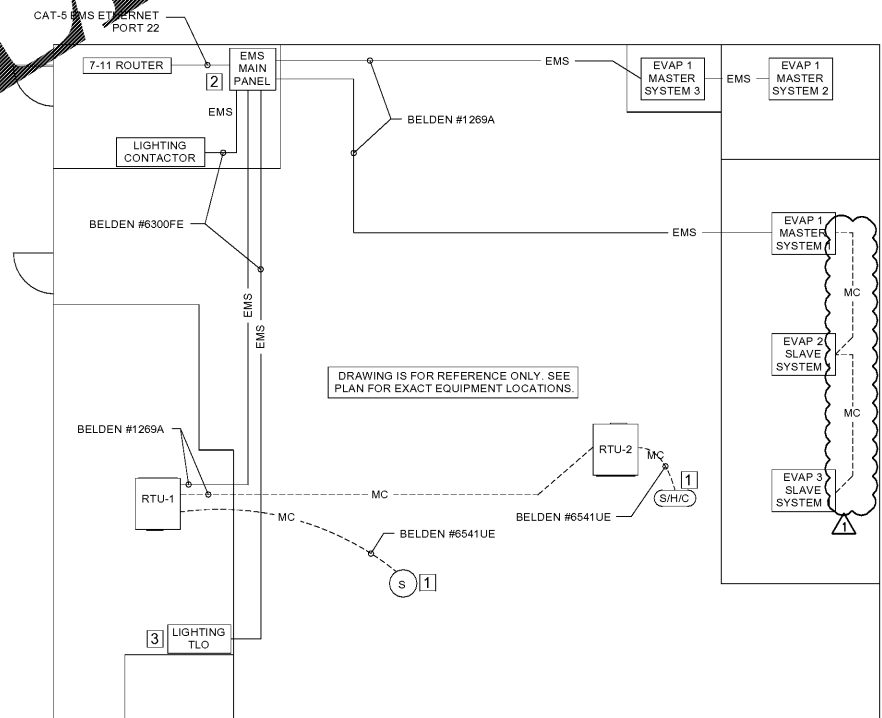 CAT-5 EMS ETHERNET
PORT 22
7-11 ROUTER
EMS
MAIN
PANEL
2
EMS
EVAP 1
MASTER
SYSTEM 3
EMS
EVAP 1
MASTER
SYSTEM 2
EMS
BELDEN #1269A
LIGHTING
CONTACTOR
BELDEN #6300FE
EMS
EVAP 1
MASTER
SYSTEM 1
MC
EMS
EMS
EVAP 2
SLAVE
SYSTEM
DRAWING IS FOR REFERENCE ONLY. SEE
PLAN FOR EXACT EQUIPMENT LOCATIONS.
MC
BELDEN #1269A
RTU-2
MC
1
S/H/C
EVAP 3
SLAVE
SYSTEM
RTU-1
MC
MC
BELDEN #6541UE
BELDEN #6541UE
1
S
1
3
LIGHTING
TLO